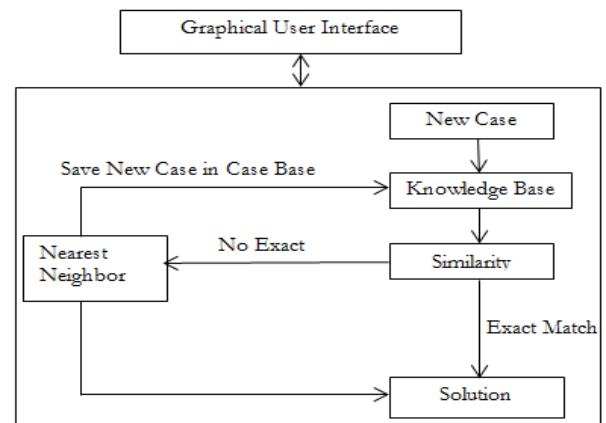 Graphical User Interface
New Case
Save New Case in Case Base
Knowledge Base
No Exact
Nearest
Neighbor
Similarity
Exact Match
Solution